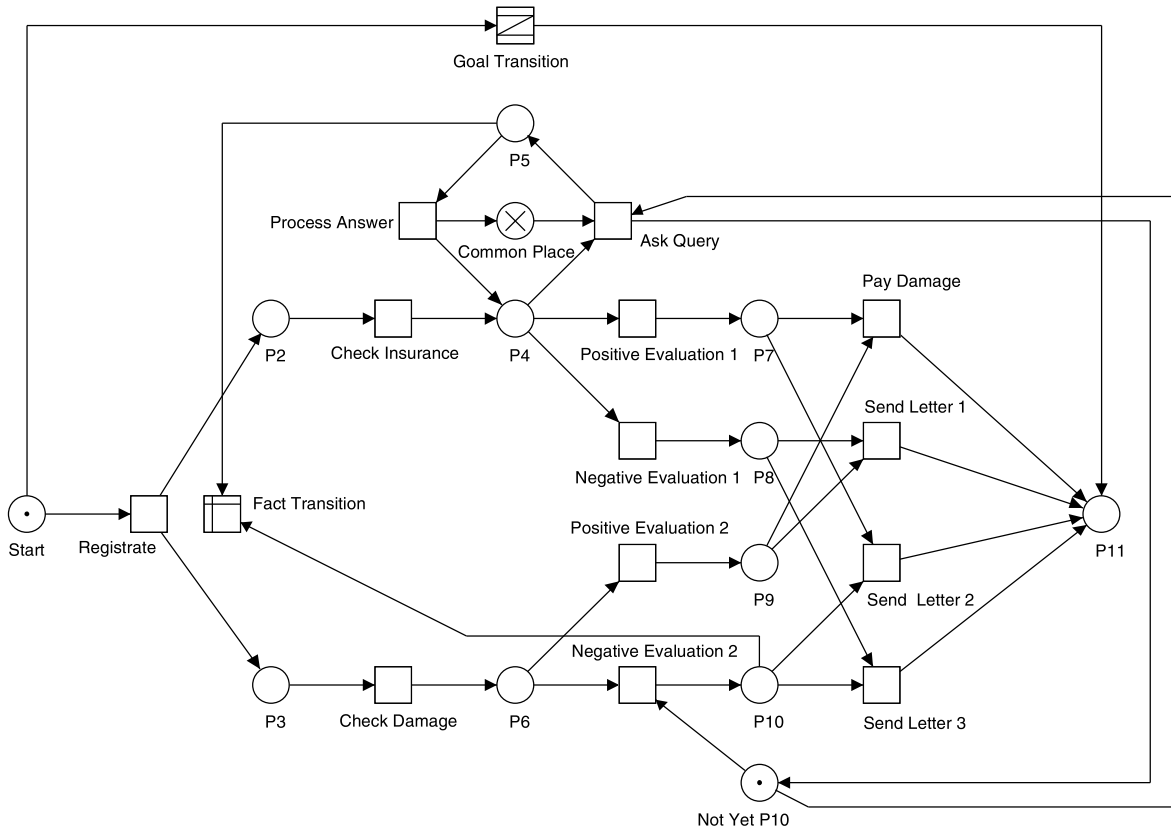 Goal Transition
P5
Process Answer
Common Place
Ask Query
Pay Damage
P2
Check Insurance
P4
Positive Evaluation 1
P7
Send Letter 1
Negative Evaluation 1
P8
Fact Transition
Positive Evaluation 2
Start
Registrate
P11
P9
Send  Letter 2
Negative Evaluation 2
P3
Check Damage
P6
P10
Send Letter 3
Not Yet P10